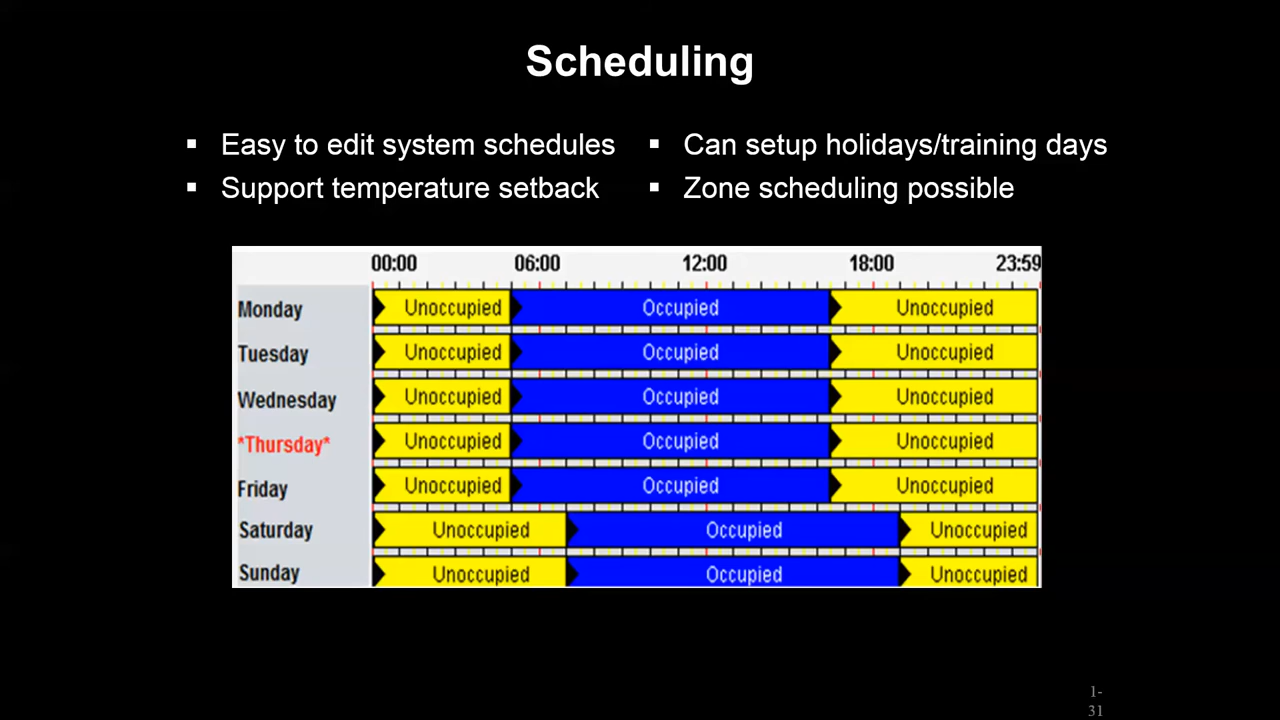 Scheduling
▪ Easy to edit system schedules
▪ Support temperature setback
▪ Can setup holidays/training days
▪ Zone scheduling possible
00:00 06:00 12:00 18:00 23:59
Monday Unoccupied Occupied Unoccupied
Tuesday Unoccupied Occupied Unoccupied
Wednesday Unoccupied Occupied Unoccupied
*Thursday* Unoccupied Occupied Unoccupied
Friday Unoccupied Occupied Unoccupied
Saturday Unoccupied Occupied Unoccupied
Sunday Unoccupied Occupied Unoccupied
1-
31